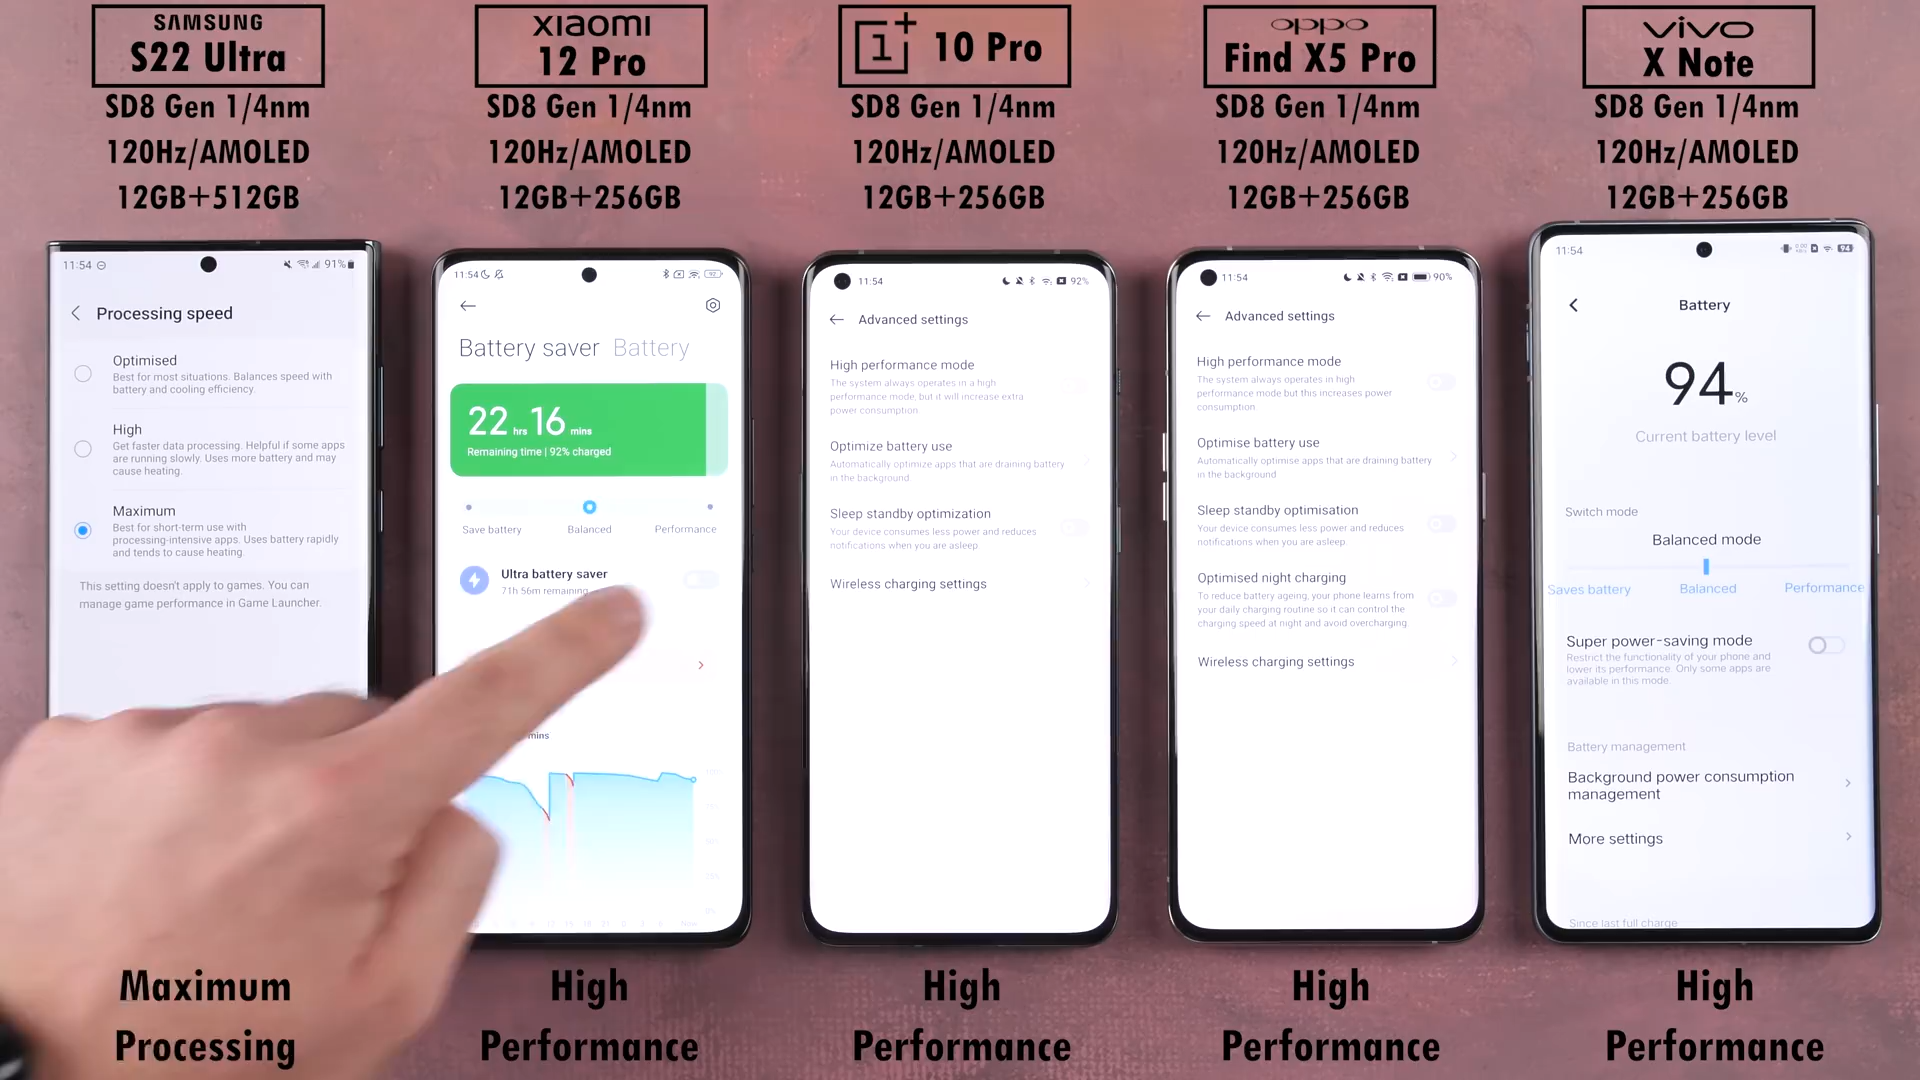 SAMSUNG
S22 Ultra
SD8 Gen 1/4nm
120Hz/AMOLED
12GB+512GB
xiaomi
12 Pro
SD8 Gen 1/4nm
120Hz/AMOLED
12GB+256GB
1+ 10 Pro
SD8 Gen 1/4nm
120Hz/AMOLED
12GB+256GB
oppo
Find X5 Pro
SD8 Gen 1/4nm
120Hz/AMOLED
12GB+256GB
vivo
X Note
SD8 Gen 1/4nm
120Hz/AMOLED
12GB+256GB
11:54
91%
Processing speed
Optimised
Best for most situations. Balances speed with
battery and cooling efficiency.
High
Get faster data processing. Helpful if some apps
are running slowly. Uses more battery and may
cause heating.
Maximum
Best for short-term use with
processing-intensive apps. Uses battery rapidly
and tends to cause heating.
This setting doesn't apply to games. You can
manage game performance in Game Launcher.
11:54
92
Battery saver Battery
22 hrs 16 mins
Remaining time | 92% charged
Save battery
Balanced
Performance
Ultra battery saver
71h 56m remaining
mins
Now
11:54
92%
Advanced settings
High performance mode
The system always operates in a high
performance mode, but it will increase extra
power consumption
Optimize battery use
Automatically optimize apps that are draining battery
in the background
Sleep standby optimization
Your device consumes less power and reduces
notifications when you are asleep
Wireless charging settings
11:54
90%
Advanced settings
High performance mode
The system always operates in high
performance mode but this increases power
consumption
Optimise battery use
Automatically optimise apps that are draining battery
in the background
Sleep standby optimisation
Your device consumes less power and reduces
notifications when you are asleep
Optimised night charging
To reduce battery ageing, your phone learns from
your daily charging routine so it can control the
charging speed at night and avoid overcharging.
Wireless charging settings
11:54
94
Battery
94%
Current battery level
Switch mode
Balanced mode
Saves battery
Balanced
Performance
Super power-saving mode
Restrict the functionality of your phone and
lower its performance. Only some apps are
available in this mode.
Battery management
Background power consumption
management
More settings
Since last full charge
Maximum
Processing
High
Performance
High
Performance
High
Performance
High
Performance